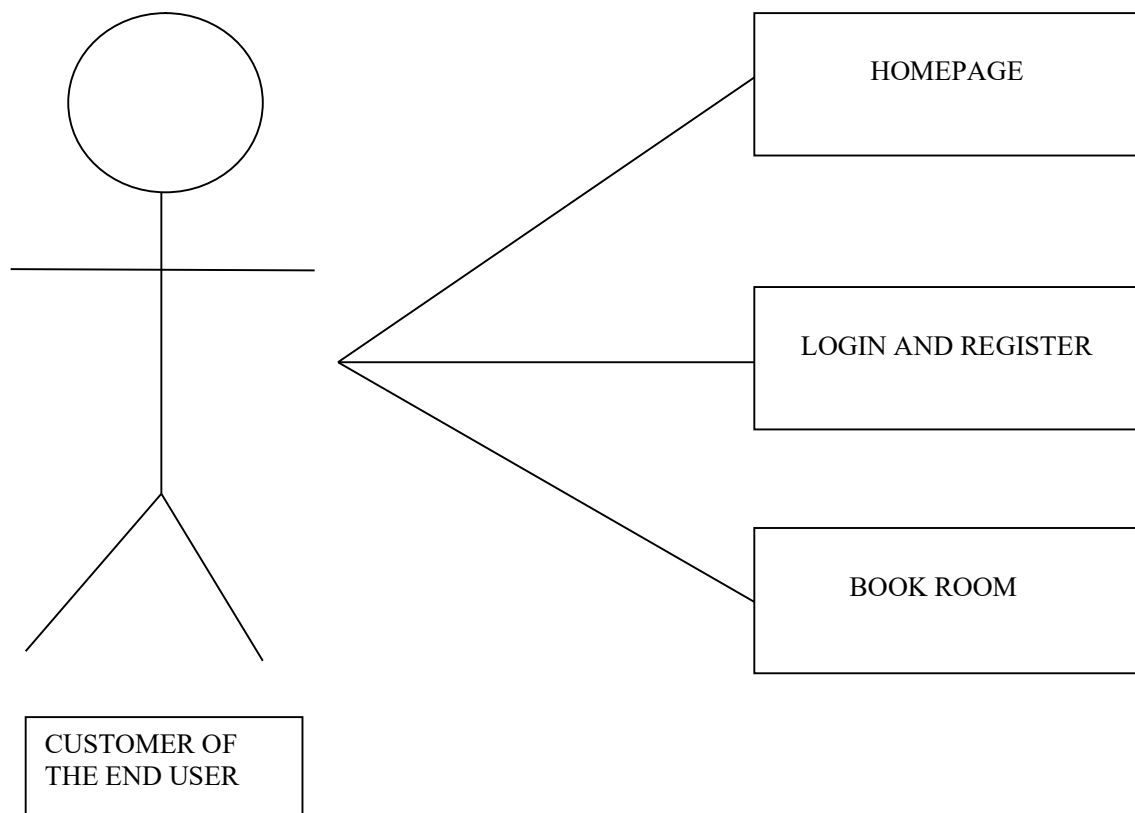 HOMEPAGE
LOGIN AND REGISTER
BOOK ROOM
CUSTOMER OF
THE END USER